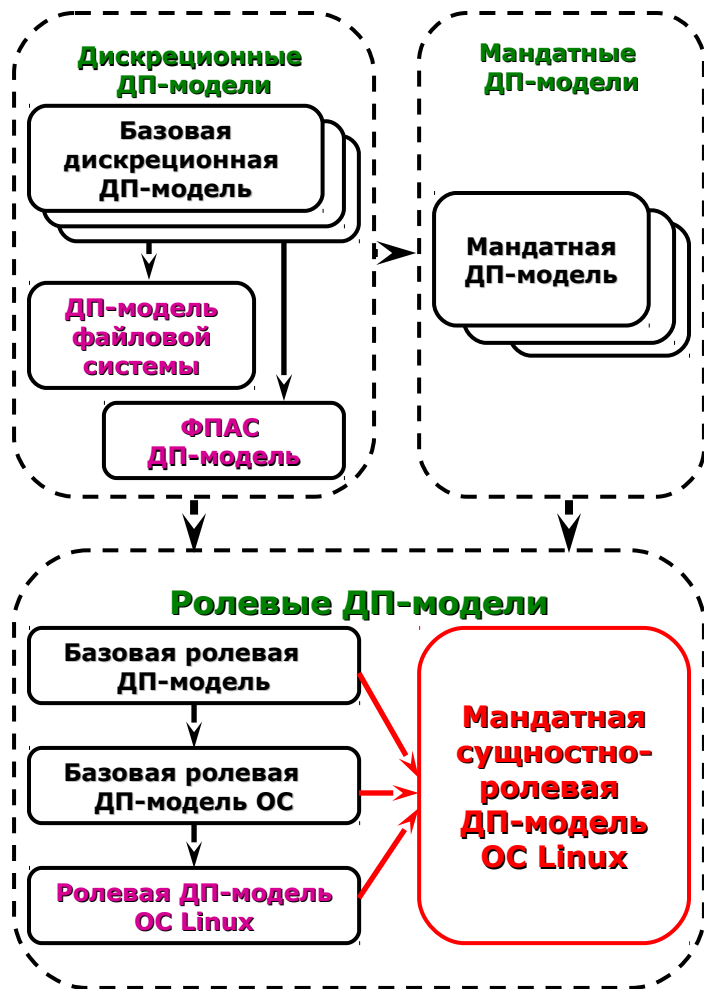 Дискреционные
ДП-модели
Базовая
дискреционная
ДП-модель
ДП-модель
файловой
системы
ФПАС
ДП-модель
Мандатные
ДП-модели
Мандатная
ДП-модель
Ролевые ДП-модели
Базовая ролевая
ДП-модель
Базовая ролевая
ДП-модель ОС
Ролевая ДП-модель
ОС Linux
Мандатная
сущностно-
ролевая
ДП-модель
ОС Linux